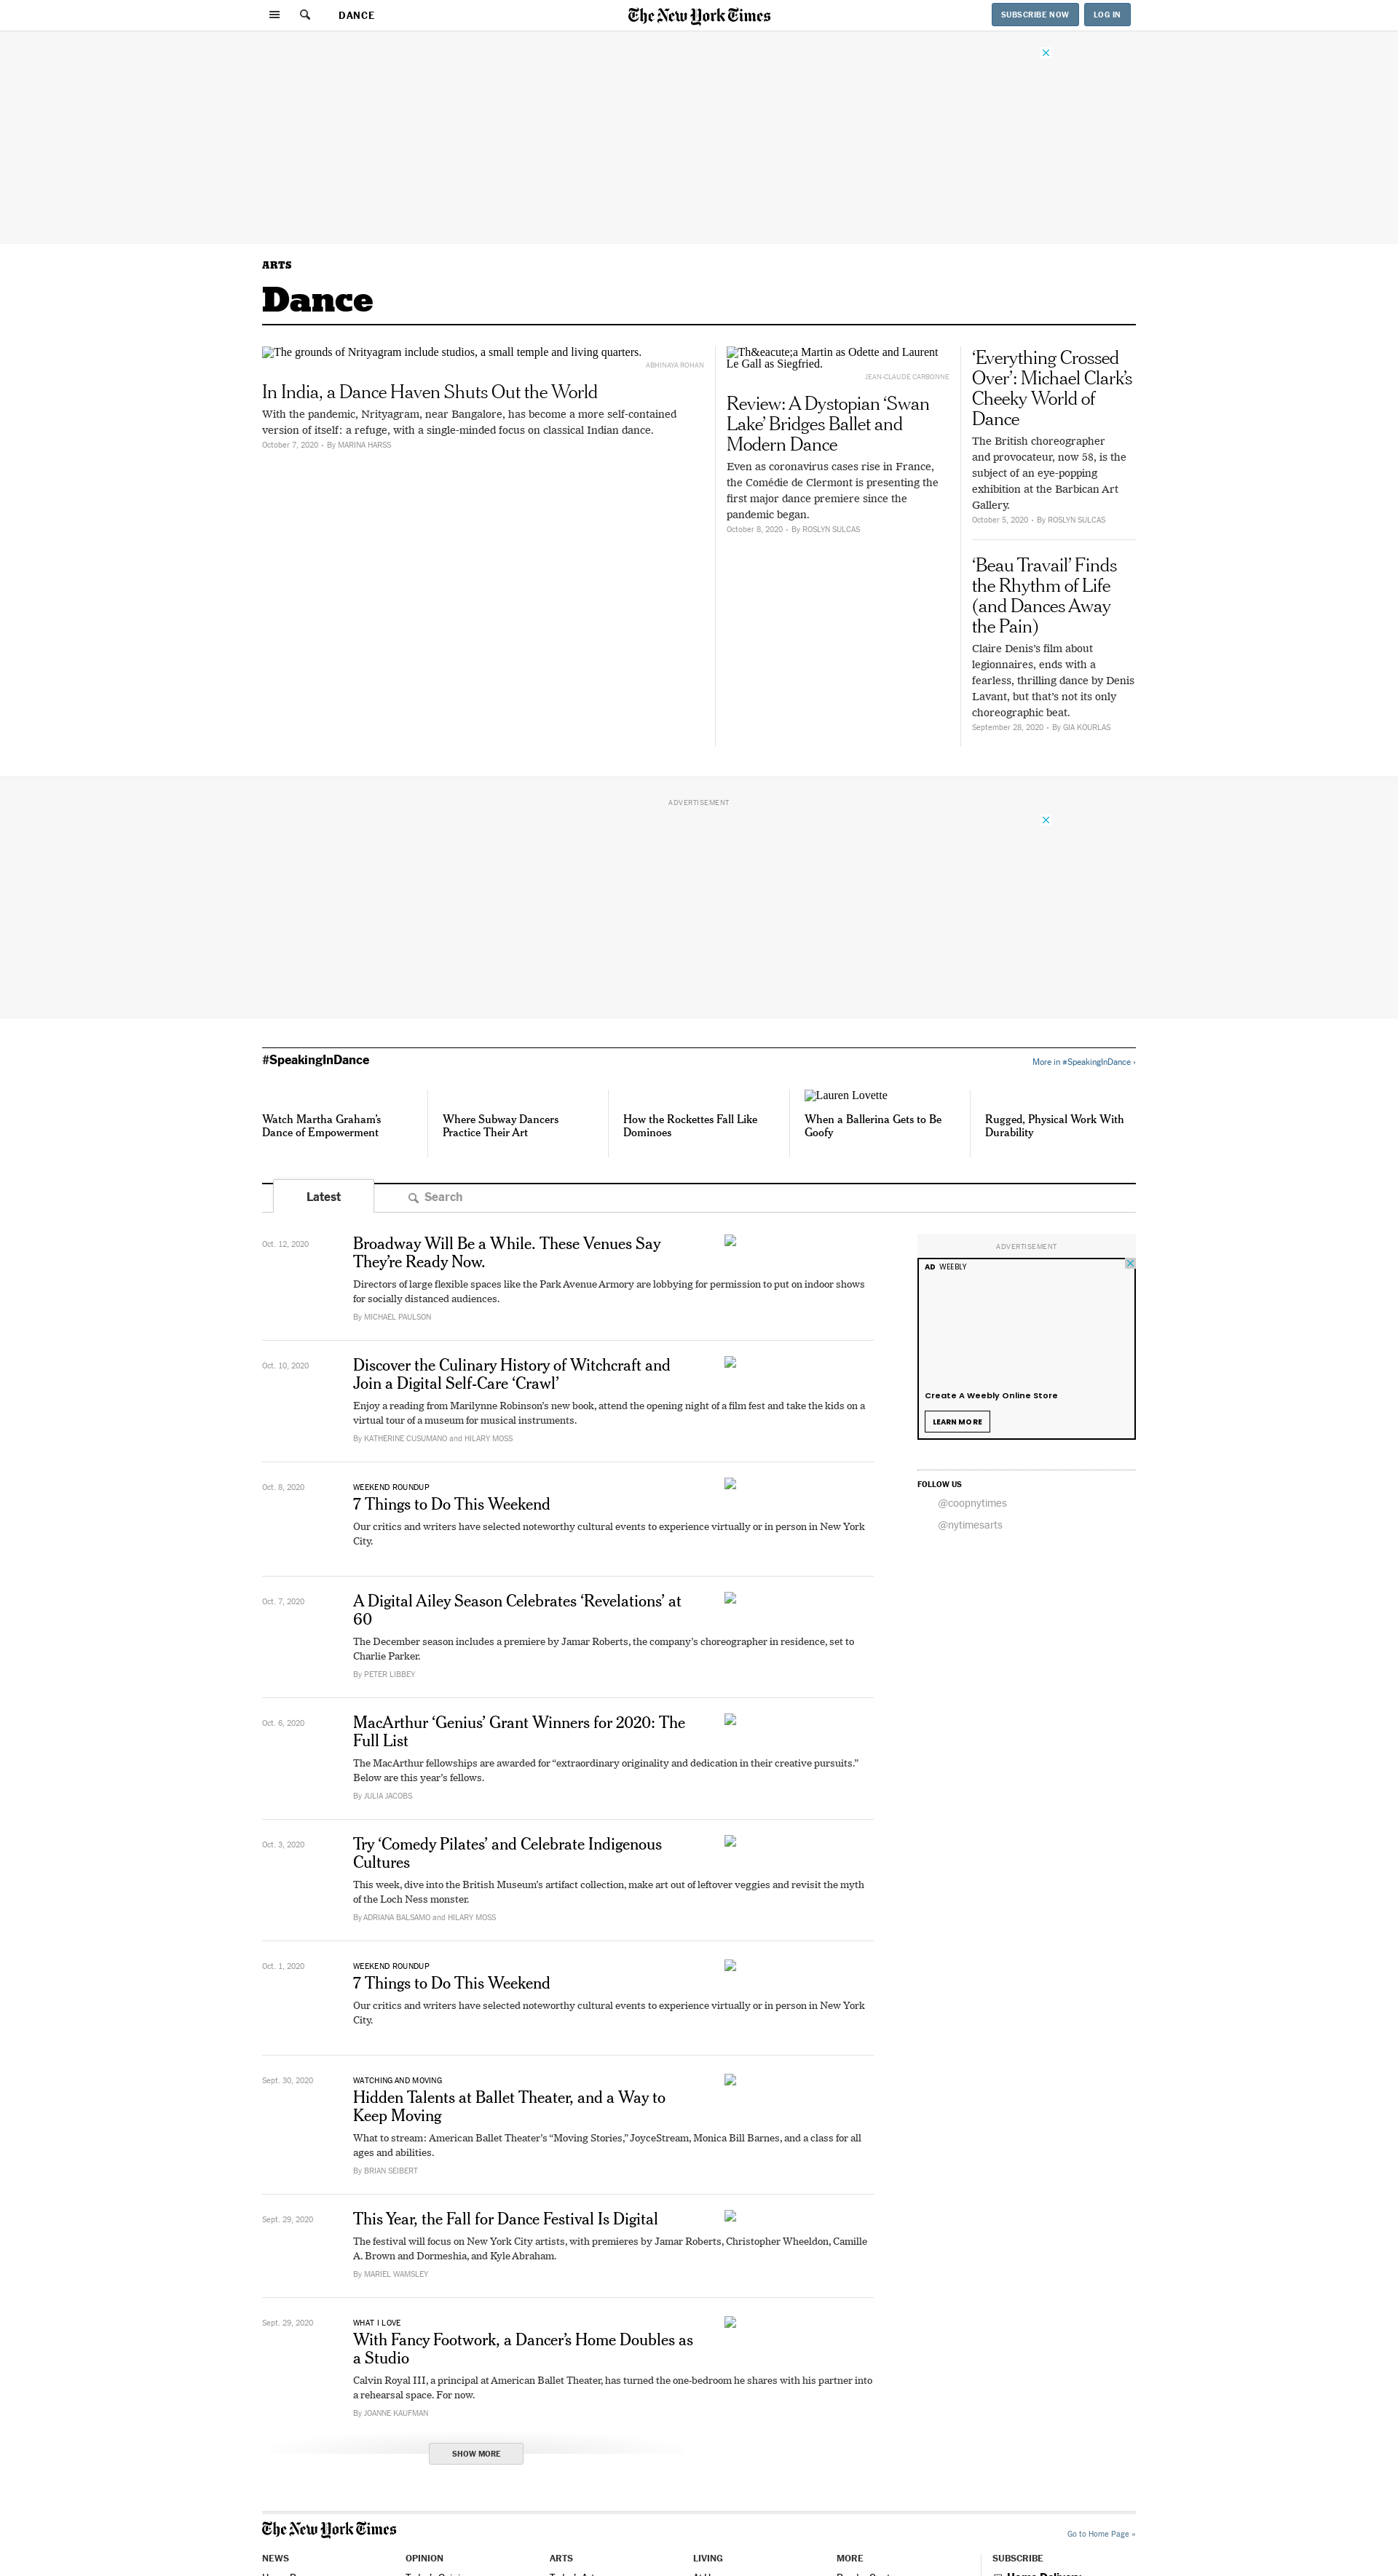 DANCE
The New York Times
SUBSCRIBE NOW
LOG IN
ARTS
Dance
The grounds of Nrityagram include studios, a small temple and living quarters.
ABHINAYA ROHAN
In India, a Dance Haven Shuts Out the World
With the pandemic, Nrityagram, near Bangalore, has become a more self-contained
version of itself: a refuge, with a single-minded focus on classical Indian dance.
October 7, 2020 • By MARINA HARSS
Th&eacute;a Martin as Odette and Laurent
Le Gall as Siegfried.
JEAN-CLAUDE CARBONNE
Review: A Dystopian ‘Swan
Lake’ Bridges Ballet and
Modern Dance
Even as coronavirus cases rise in France,
the Comédie de Clermont is presenting the
first major dance premiere since the
pandemic began.
October 8, 2020 • By ROSLYN SULCAS
‘Everything Crossed
Over’: Michael Clark’s
Cheeky World of
Dance
The British choreographer
and provocateur, now 58, is the
subject of an eye-popping
exhibition at the Barbican Art
Gallery.
October 5, 2020 • By ROSLYN SULCAS
‘Beau Travail’ Finds
the Rhythm of Life
(and Dances Away
the Pain)
Claire Denis’s film about
legionnaires, ends with a
fearless, thrilling dance by Denis
Lavant, but that’s not its only
choreographic beat.
September 28, 2020 • By GIA KOURLAS
ADVERTISEMENT
#SpeakingInDance
More in #SpeakingInDance ›
Watch Martha Graham’s
Dance of Empowerment
Where Subway Dancers
Practice Their Art
How the Rockettes Fall Like
Dominoes
Lauren Lovette
When a Ballerina Gets to Be
Goofy
Rugged, Physical Work With
Durability
Latest
Search
Oct. 12, 2020
Broadway Will Be a While. These Venues Say
They’re Ready Now.
Directors of large flexible spaces like the Park Avenue Armory are lobbying for permission to put on indoor shows
for socially distanced audiences.
By MICHAEL PAULSON
Oct. 10, 2020
Discover the Culinary History of Witchcraft and
Join a Digital Self-Care ‘Crawl’
Enjoy a reading from Marilynne Robinson’s new book, attend the opening night of a film fest and take the kids on a
virtual tour of a museum for musical instruments.
By KATHERINE CUSUMANO and HILARY MOSS
Oct. 8, 2020
WEEKEND ROUNDUP
7 Things to Do This Weekend
Our critics and writers have selected noteworthy cultural events to experience virtually or in person in New York
City.
Oct. 7, 2020
A Digital Ailey Season Celebrates ‘Revelations’ at
60
The December season includes a premiere by Jamar Roberts, the company’s choreographer in residence, set to
Charlie Parker.
By PETER LIBBEY
Oct. 6, 2020
MacArthur ‘Genius’ Grant Winners for 2020: The
Full List
The MacArthur fellowships are awarded for “extraordinary originality and dedication in their creative pursuits.”
Below are this year’s fellows.
By JULIA JACOBS
Oct. 3, 2020
Try ‘Comedy Pilates’ and Celebrate Indigenous
Cultures
This week, dive into the British Museum’s artifact collection, make art out of leftover veggies and revisit the myth
of the Loch Ness monster.
By ADRIANA BALSAMO and HILARY MOSS
Oct. 1, 2020
WEEKEND ROUNDUP
7 Things to Do This Weekend
Our critics and writers have selected noteworthy cultural events to experience virtually or in person in New York
City.
Sept. 30, 2020
WATCHING AND MOVING
Hidden Talents at Ballet Theater, and a Way to
Keep Moving
What to stream: American Ballet Theater’s “Moving Stories,” JoyceStream, Monica Bill Barnes, and a class for all
ages and abilities.
By BRIAN SEIBERT
Sept. 29, 2020
This Year, the Fall for Dance Festival Is Digital
The festival will focus on New York City artists, with premieres by Jamar Roberts, Christopher Wheeldon, Camille
A. Brown and Dormeshia, and Kyle Abraham.
By MARIEL WAMSLEY
Sept. 29, 2020
WHAT I LOVE
With Fancy Footwork, a Dancer’s Home Doubles as
a Studio
Calvin Royal III, a principal at American Ballet Theater, has turned the one-bedroom he shares with his partner into
a rehearsal space. For now.
By JOANNE KAUFMAN
SHOW MORE
ADVERTISEMENT
AD WEEBLY
Create A Weebly Online Store
LEARN MORE
FOLLOW US
@coopnytimes
@nytimesarts
The New York Times
Go to Home Page »
NEWS
OPINION
ARTS
LIVING
MORE
SUBSCRIBE